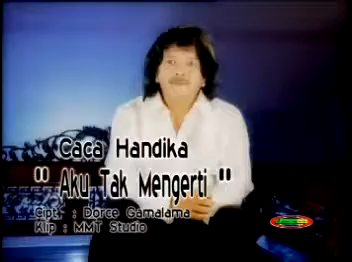 Caca Handika
" Aku Tak Mengerti "
Cipt. : Dorce Gamalama
Klip : MMT Studio